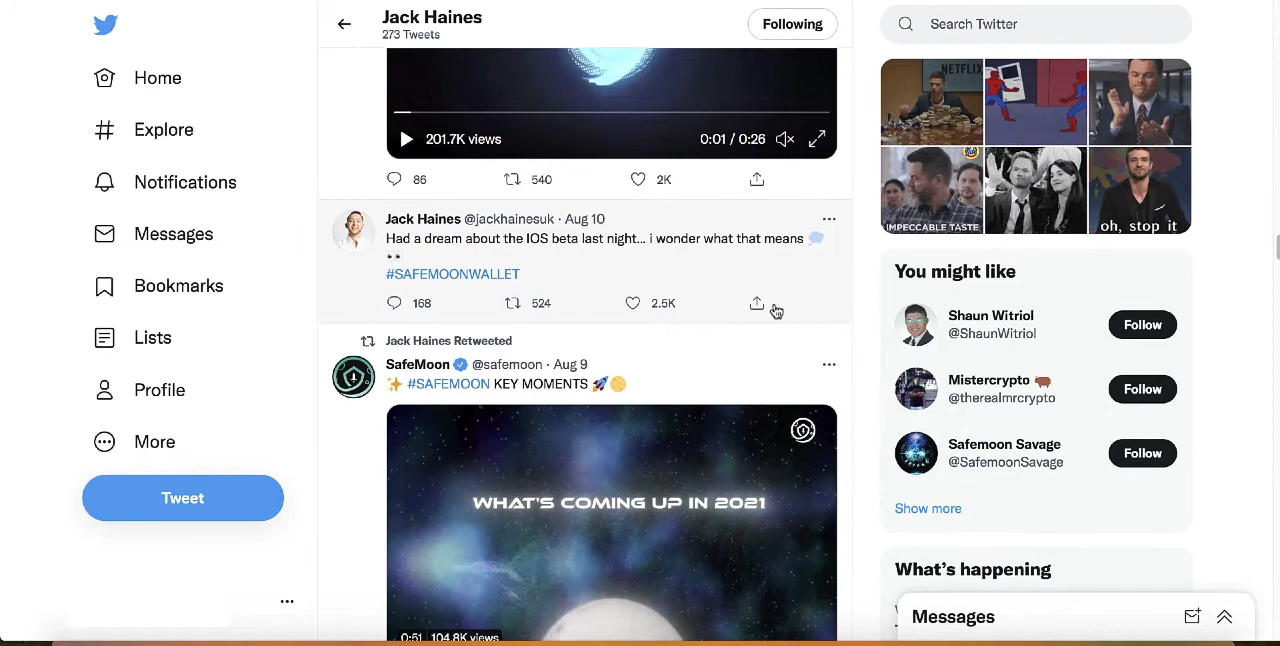 Home
Explore
Notifications
Messages
Bookmarks
Lists
Profile
More
Tweet
Jack Haines
273 Tweets
Following
201.7K views
0:01 / 0:26
86 540 2K
Jack Haines @jackhainesuk · Aug 10
Had a dream about the IOS beta last night... i wonder what that means
#SAFEMOONWALLET
168 524 2.5K
Jack Haines Retweeted
SafeMoon @safemoon · Aug 9
#SAFEMOON KEY MOMENTS
WHAT'S COMING UP IN 2021
0:51 104.8K views
Search Twitter
NETFLIX
IMPECCABLE TASTE
oh, stop it
You might like
Shaun Witriol
@ShaunWitriol
Follow
Mistercrypto
@therealmrcrypto
Follow
Safemoon Savage
@SafemoonSavage
Follow
Show more
What's happening
Messages